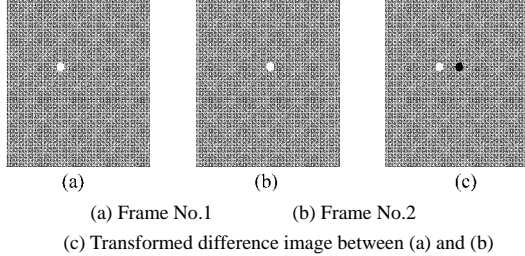 (a) (b) (c)
(a) Frame No.1 (b) Frame No.2
(c) Transformed difference image between (a) and (b)